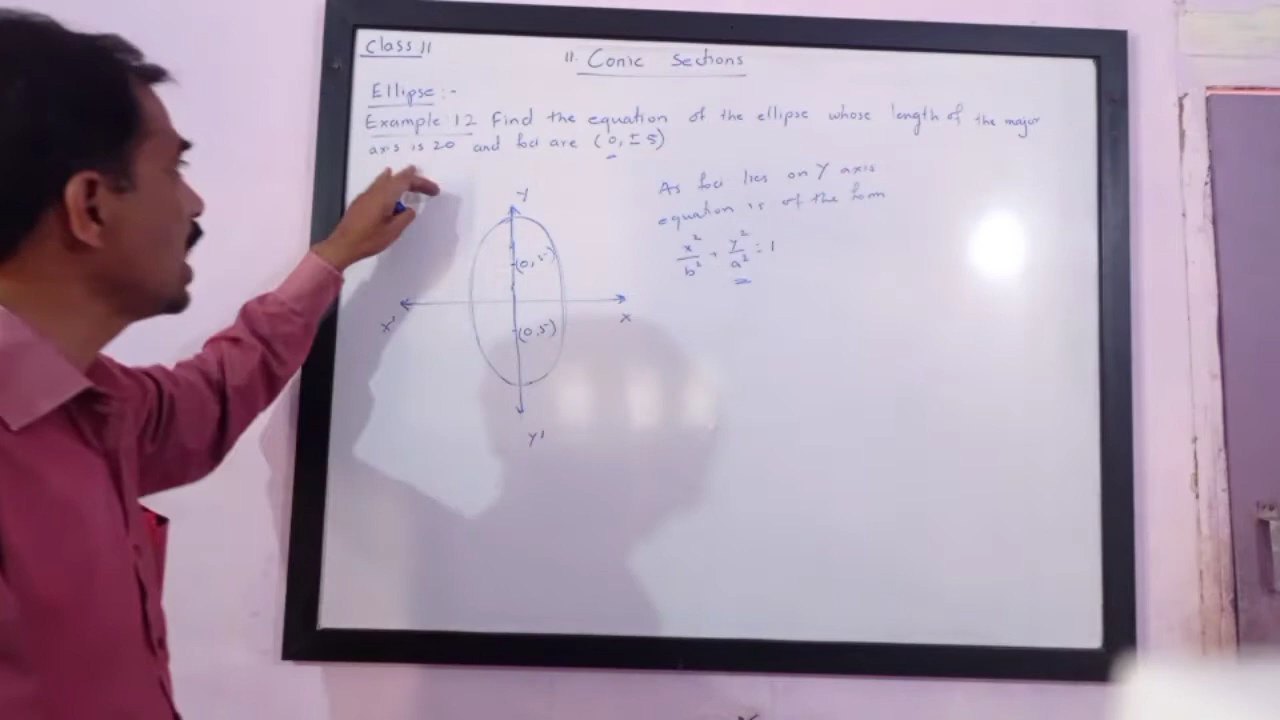 Class 11
11. Conic Sections
Ellipse :-
Example 12 Find the equation of the ellipse whose length of the major
axis is 20 and foci are (0, ± 5)
As foci lies on Y axis
equation is of the form
x²/b² + y²/a² = 1
Y
(0,5)
X' X
(0,5)
Y'